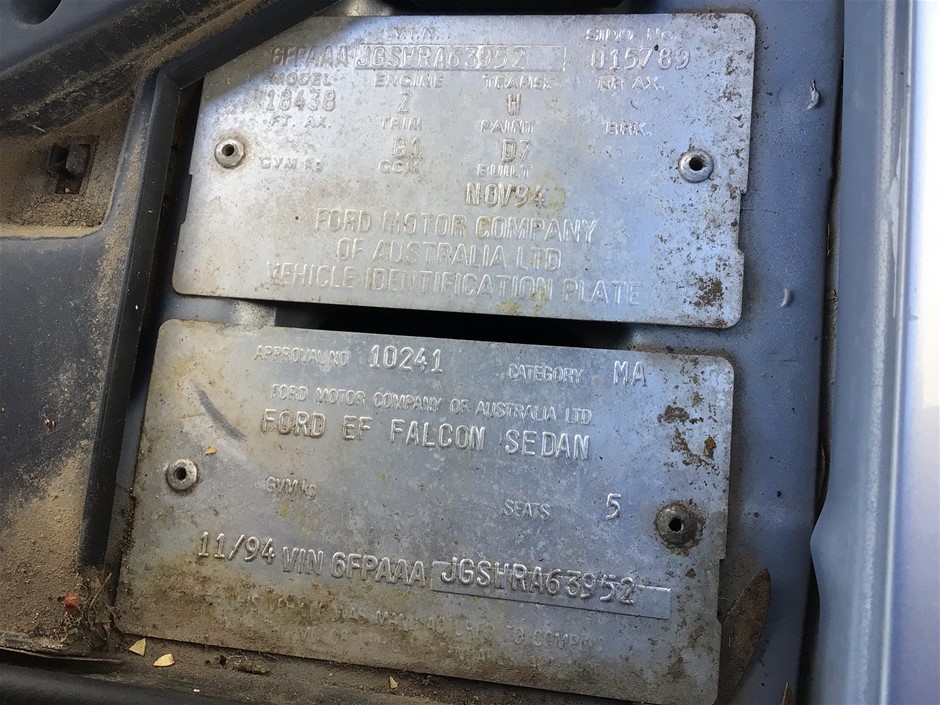 V.I.N. SIDO. No.
6FPAAA JGSHRA63952 015789
MODEL ENGINE TRANS. RR AX.
18438 Z H
FT. AX. TRIM PAINT BRK.
B1 D7
GVM kg GCM BUILT
NOV94
FORD MOTOR COMPANY
OF AUSTRALIA LTD
VEHICLE IDENTIFICATION PLATE
APPROVAL NO 10241 CATEGORY MA
FORD MOTOR COMPANY OF AUSTRALIA LTD.
FORD EF FALCON SEDAN
GVM kg SEATS 5
11/94 VIN 6FPAAA JGSHRA63952